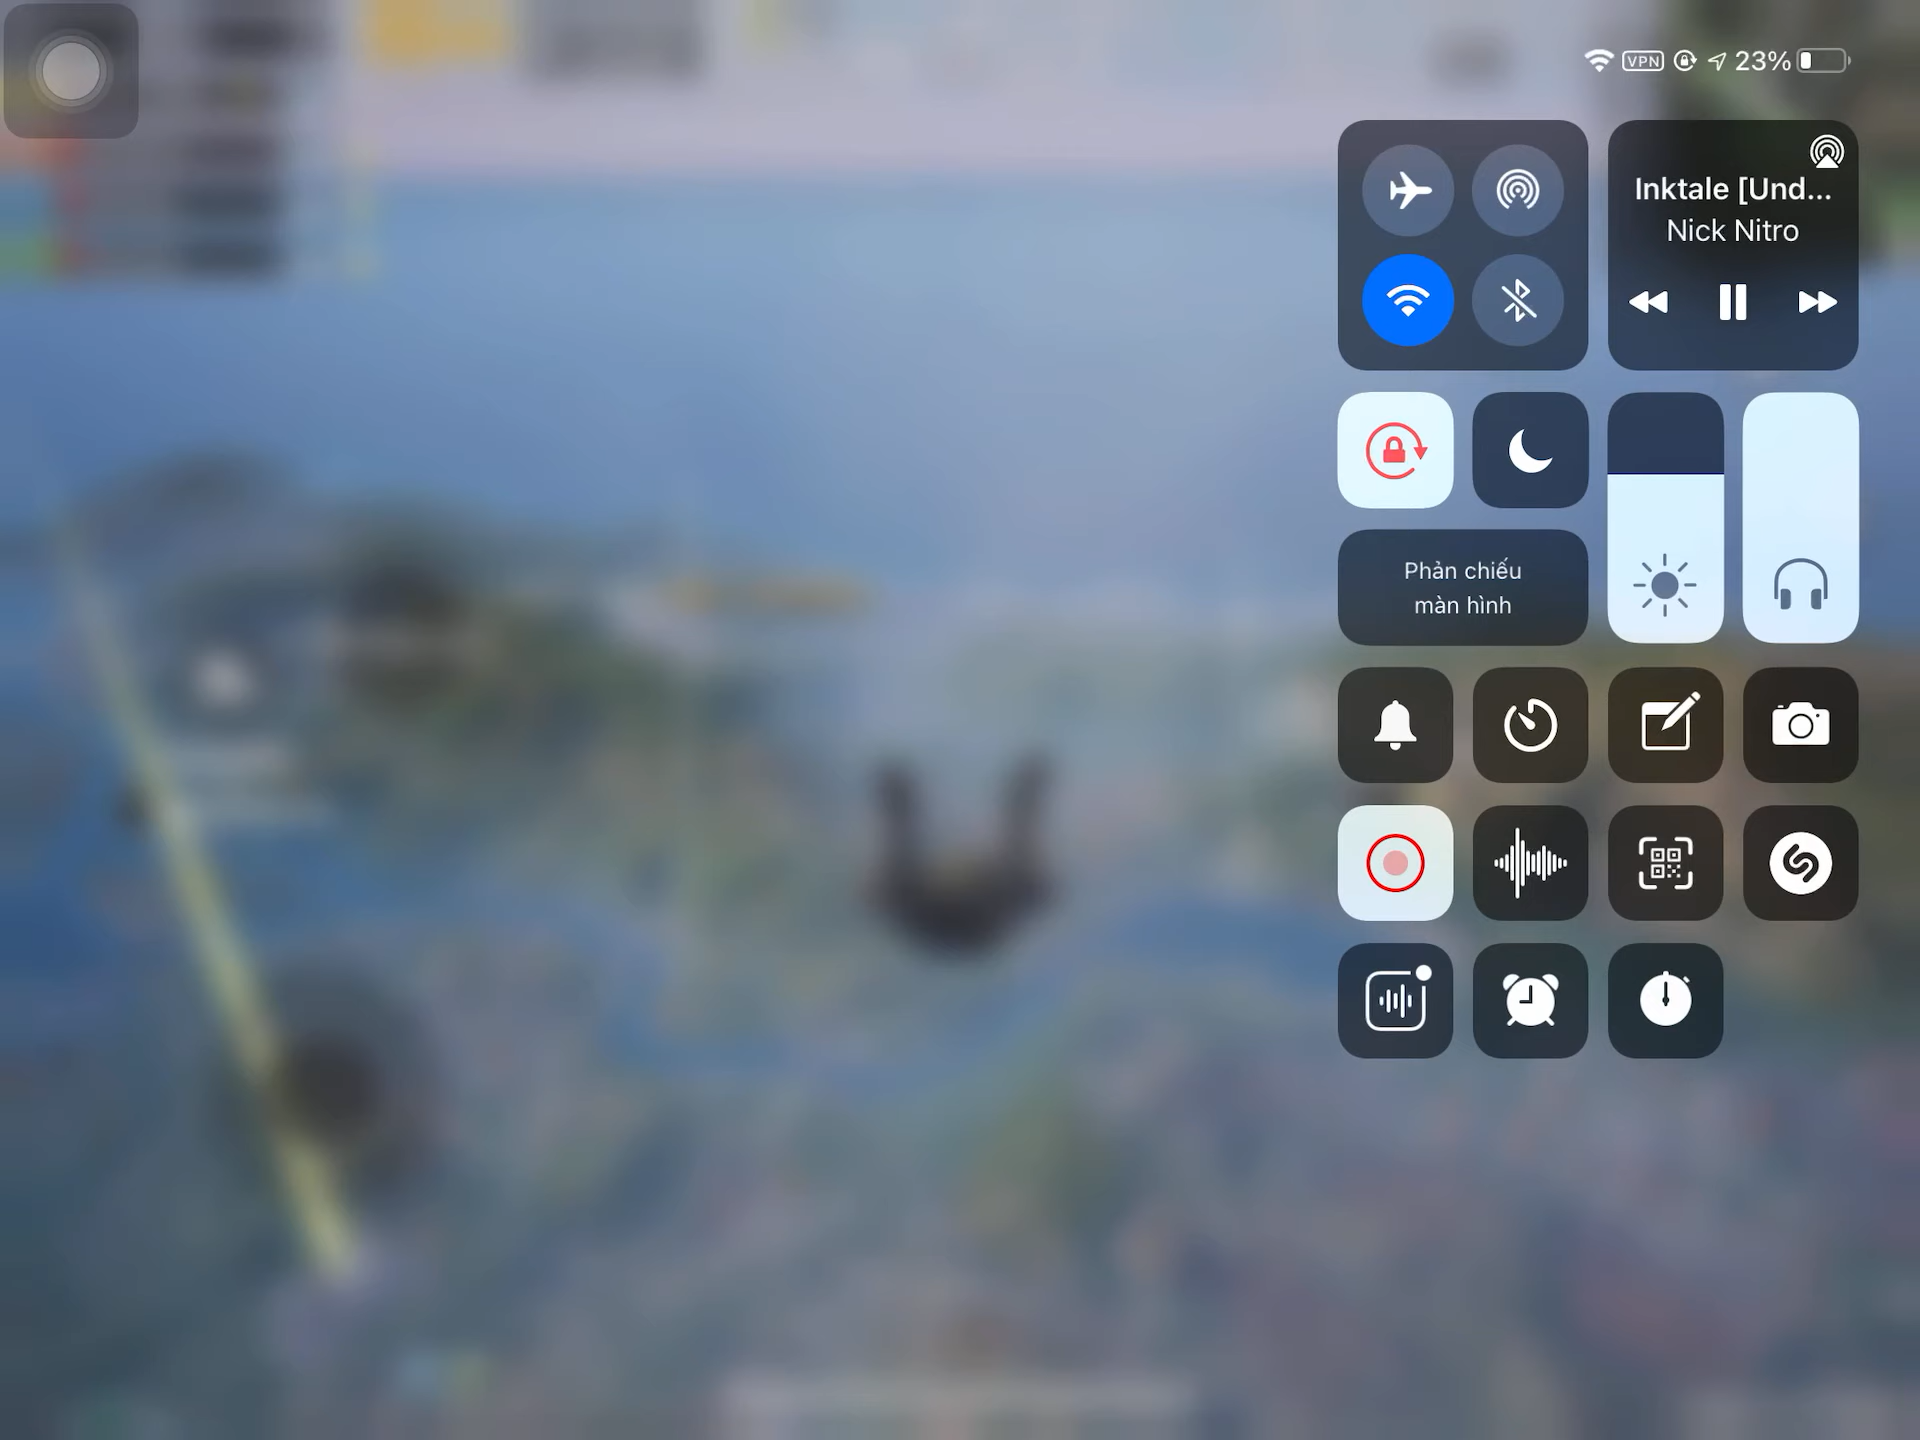 VPN 23%
Inktale [Und...
Nick Nitro
Phản chiếu
màn hình